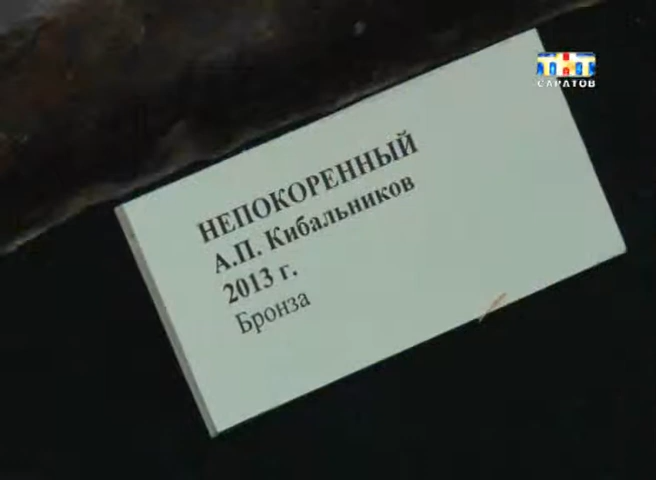 ТНТ
САРАТОВ
НЕПОКОРЕННЫЙ
А.П. Кибальников
2013 г.
Бронза